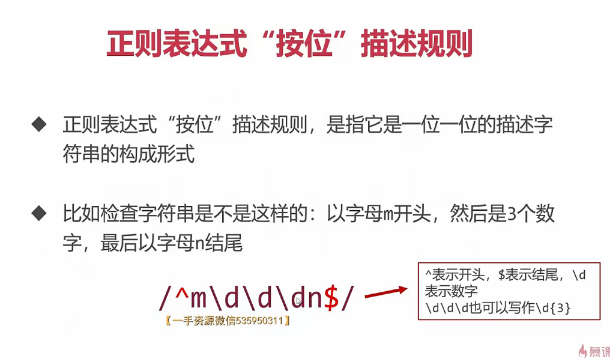 正则表达式“按位”描述规则
◆ 正则表达式“按位”描述规则，是指它是一位一位的描述字
符串的构成形式
◆ 比如检查字符串是不是这样的：以字母m开头，然后是3个数
字，最后以字母n结尾
/^m\d\d\dn$/
【一手资源微信535950311】
^表示开头，$表示结尾，\d
表示数字
\d\d\d也可以写作\d{3}
慕课